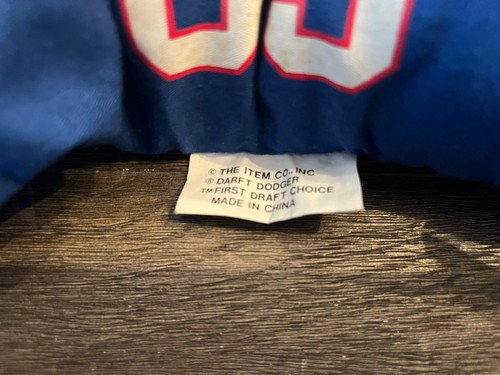 © THE ITEM CO., INC
® DARFT DODGER
™ FIRST DRAFT CHOICE
MADE IN CHINA